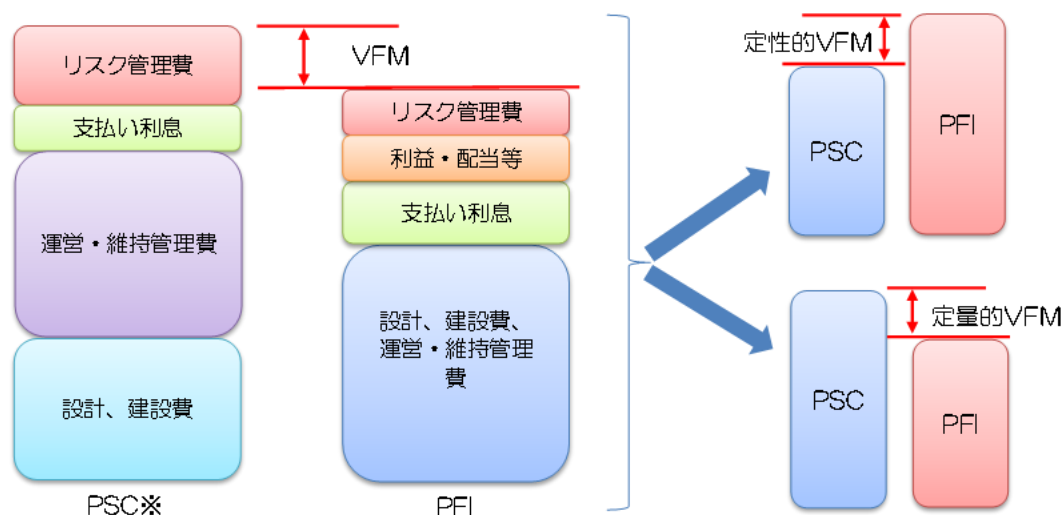 リスク管理費
支払い利息
運営・維持管理費
設計、建設費
PSC※
VFM
リスク管理費
利益・配当等
支払い利息
設計、建設費、
運営・維持管理
費
PFI
定性的VFM
PSC
PFI
定量的VFM
PSC
PFI